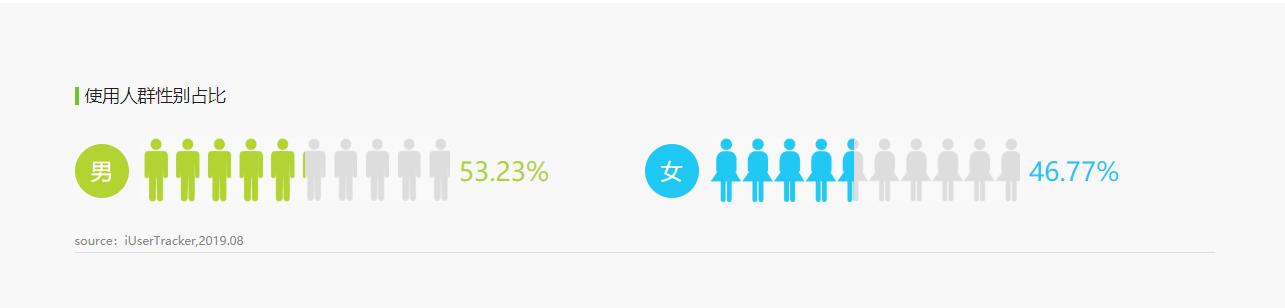 使用人群性别占比
男 53.23% 女 46.77%
source：iUserTracker,2019.08